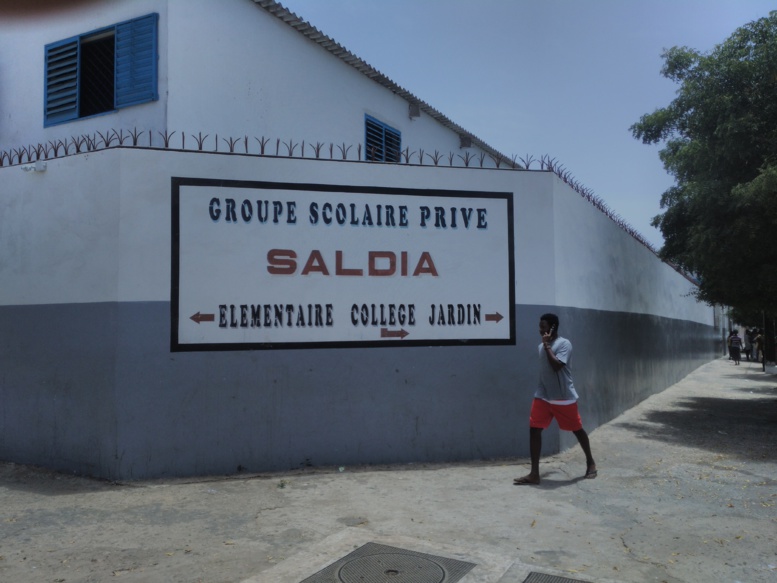 GROUPE SCOLAIRE PRIVE
SALDIA
ELEMENTAIRE COLLEGE JARDIN